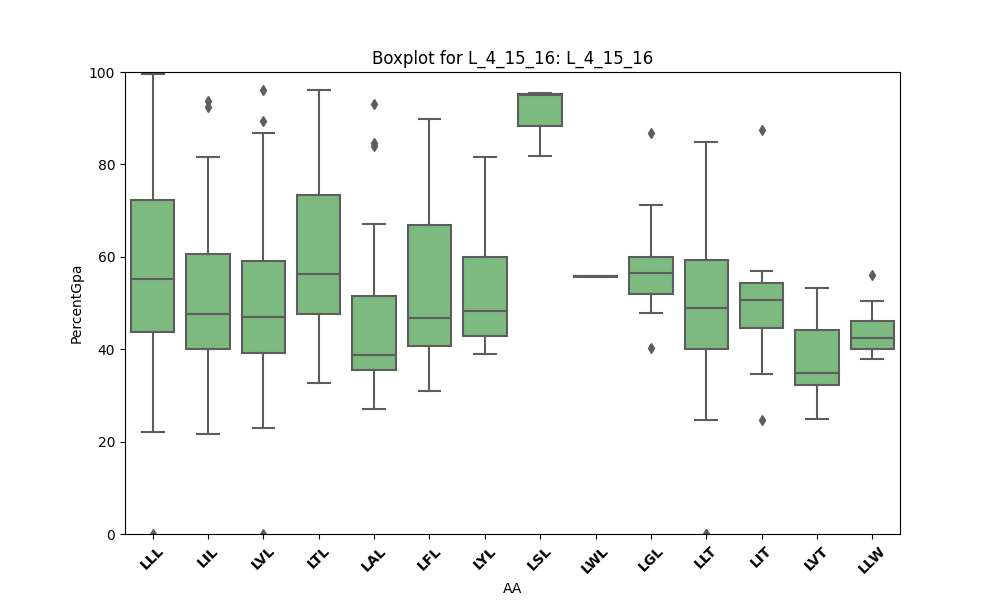 Boxplot for L_4_15_16: L_4_15_16
100
80
60
40
20
0
PercentGpa
LLL
LIL
LVL
LTL
LAL
LFL
LYL
LSL
LWL
LGL
LLT
LIT
LVT
LLW
AA